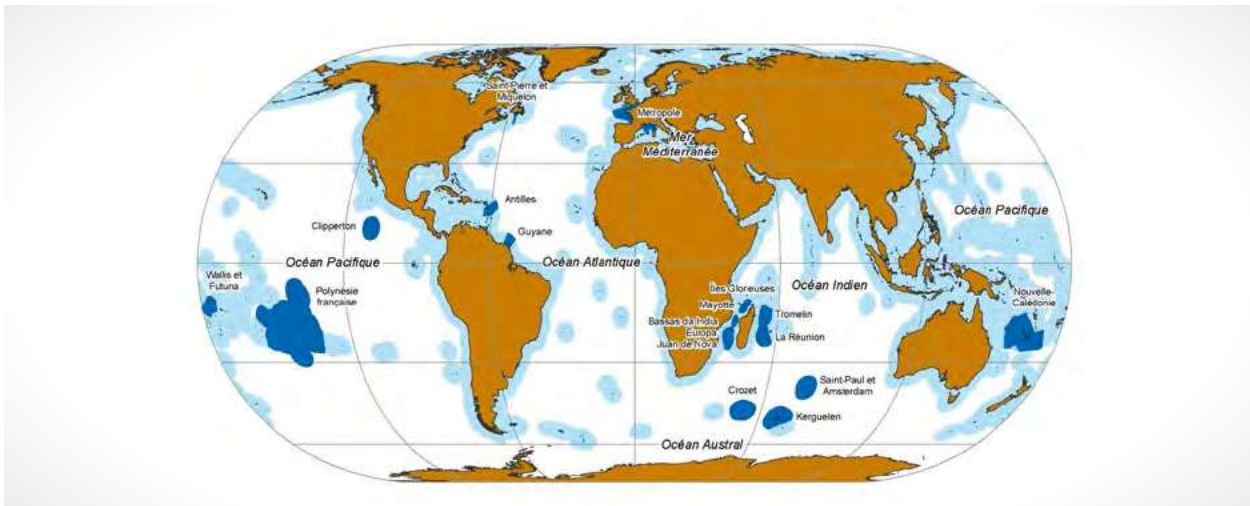 Saint-Pierre et
Miquelon
Métropole
Mer
Méditerranée
Antilles
Océan Pacifique
Clipperton
Guyane
Océan Pacifique
Océan Atlantique
Wallis et
Futuna
Polynésie
française
Iles Glorieuses
Océan Indien
Nouvelle-
Calédonie
Mayotte
Bassas da India
Europa
Juan de Nova
Tromelin
La Réunion
Crozet
Saint-Paul et
Amsterdam
Kerguelen
Océan Austral